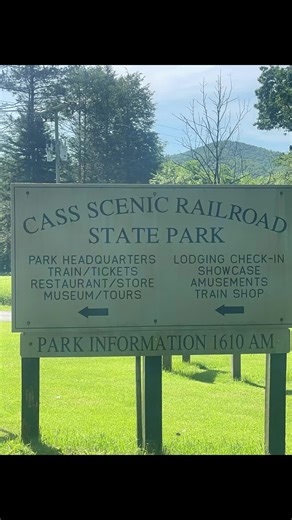 CASS SCENIC RAILROAD
STATE PARK
PARK HEADQUARTERS
TRAIN/TICKETS
RESTAURANT/STORE
MUSEUM/TOURS
LODGING CHECK-IN
SHOWCASE
AMUSEMENTS
TRAIN SHOP
PARK INFORMATION 1610 AM